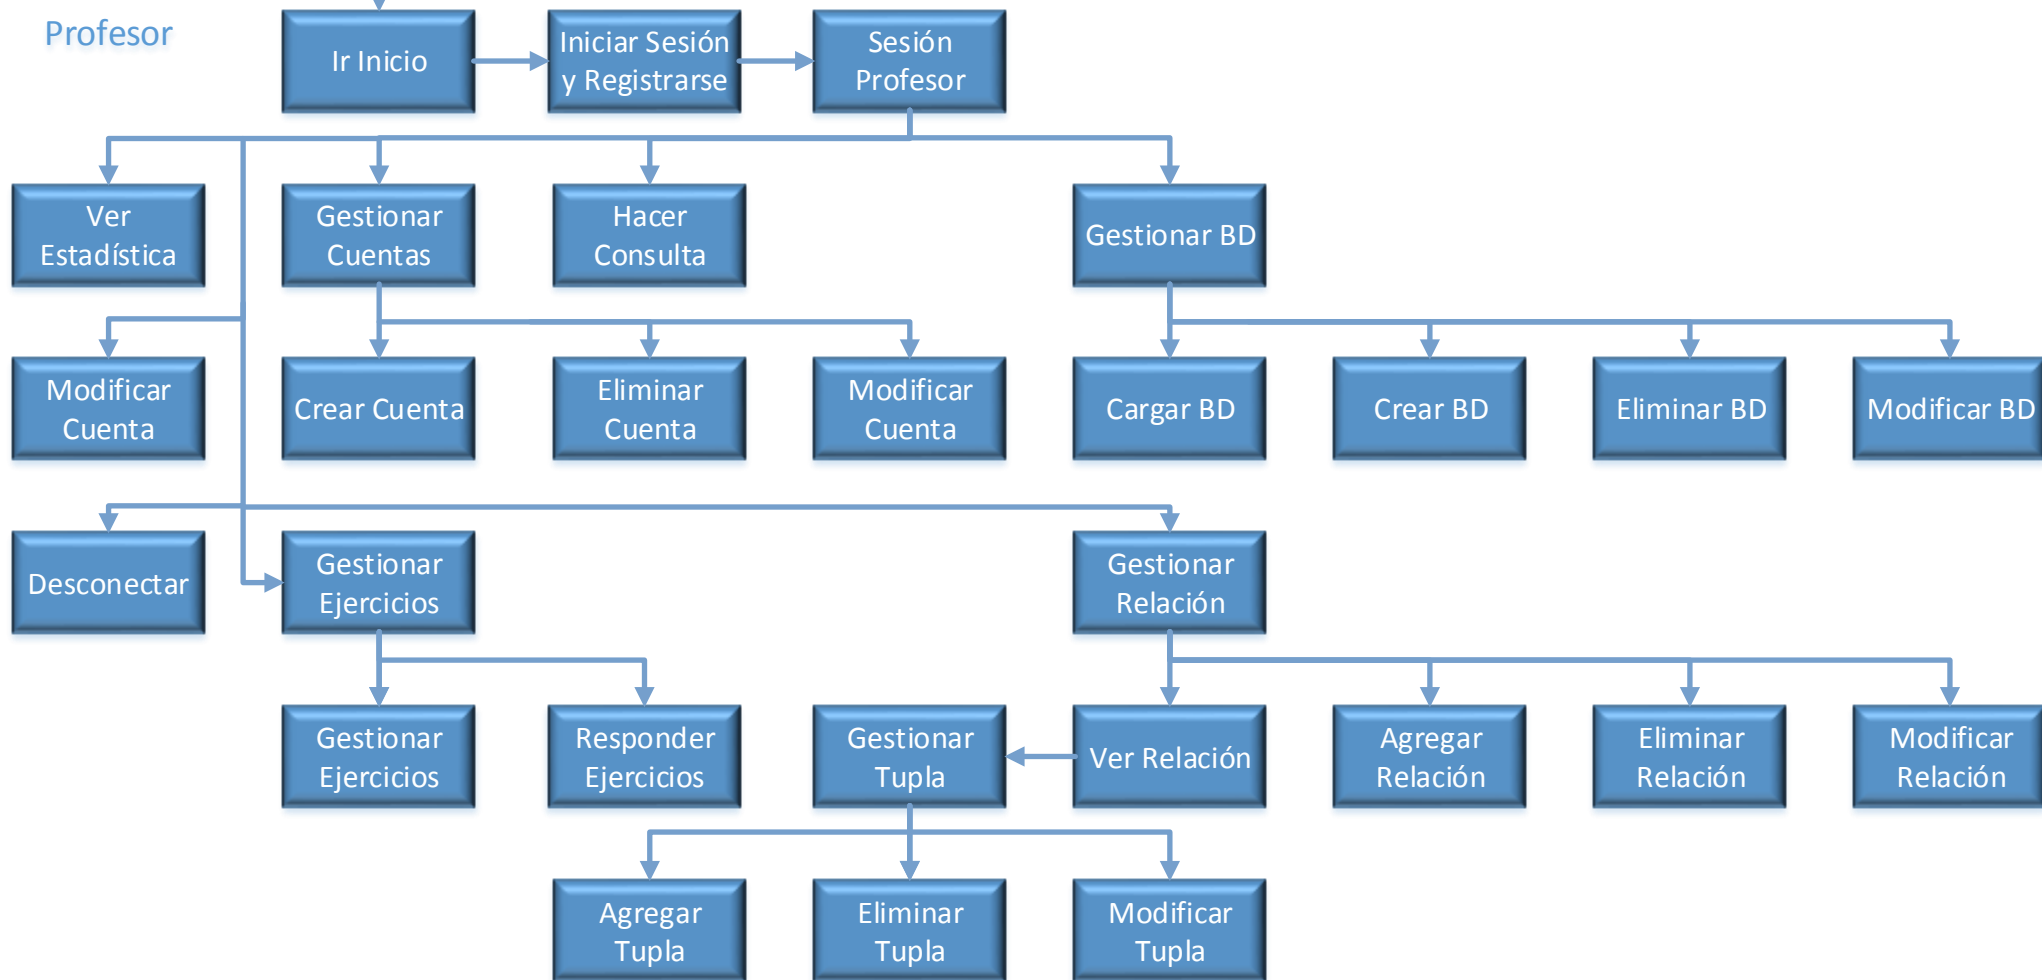 Profesor
Ir Inicio
Iniciar Sesión
y Registrarse
Sesión
Profesor
Ver
Estadística
Gestionar
Cuentas
Hacer
Consulta
Gestionar BD
Modificar
Cuenta
Crear Cuenta
Eliminar
Cuenta
Modificar
Cuenta
Cargar BD
Crear BD
Eliminar BD
Modificar BD
Desconectar
Gestionar
Ejercicios
Gestionar
Relación
Gestionar
Ejercicios
Responder
Ejercicios
Gestionar
Tupla
Ver Relación
Agregar
Relación
Eliminar
Relación
Modificar
Relación
Agregar
Tupla
Eliminar
Tupla
Modificar
Tupla